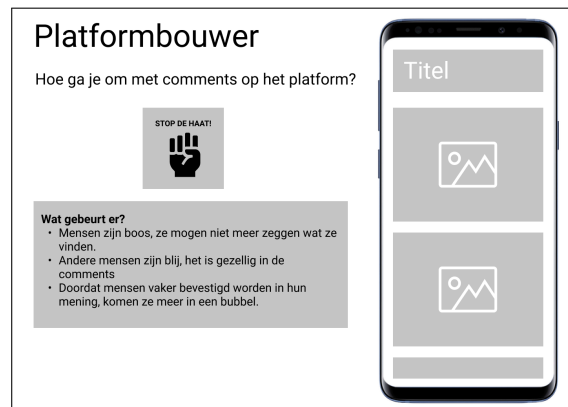 Platformbouwer
Hoe ga je om met comments op het platform?
STOP DE HAAT!
Wat gebeurt er?
• Mensen zijn boos, ze mogen niet meer zeggen wat ze
vinden.
• Andere mensen zijn blij, het is gezellig in de
comments
• Doordat mensen vaker bevestigd worden in hun
mening, komen ze meer in een bubbel.
Titel